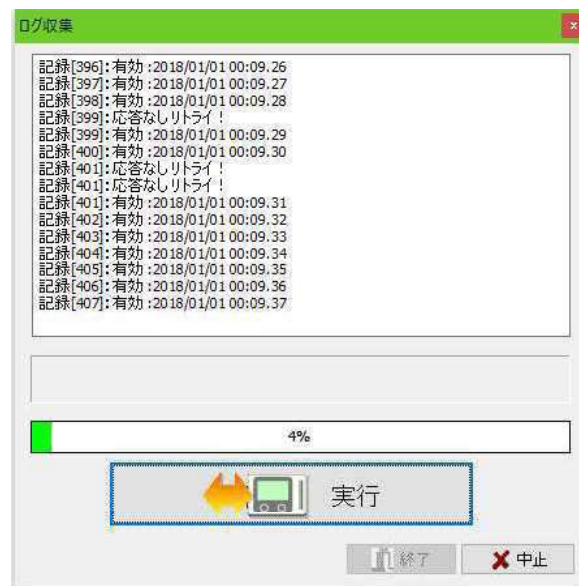 ログ収集
記録[396]:有効 :2018/01/01 00:09.26
記録[397]:有効 :2018/01/01 00:09.27
記録[398]:有効 :2018/01/01 00:09.28
記録[399]:応答なしリトライ！
記録[399]:有効 :2018/01/01 00:09.29
記録[400]:有効 :2018/01/01 00:09.30
記録[401]:応答なしリトライ！
記録[401]:応答なしリトライ！
記録[401]:有効 :2018/01/01 00:09.31
記録[402]:有効 :2018/01/01 00:09.32
記録[403]:有効 :2018/01/01 00:09.33
記録[404]:有効 :2018/01/01 00:09.34
記録[405]:有効 :2018/01/01 00:09.35
記録[406]:有効 :2018/01/01 00:09.36
記録[407]:有効 :2018/01/01 00:09.37
4%
実行
終了
中止